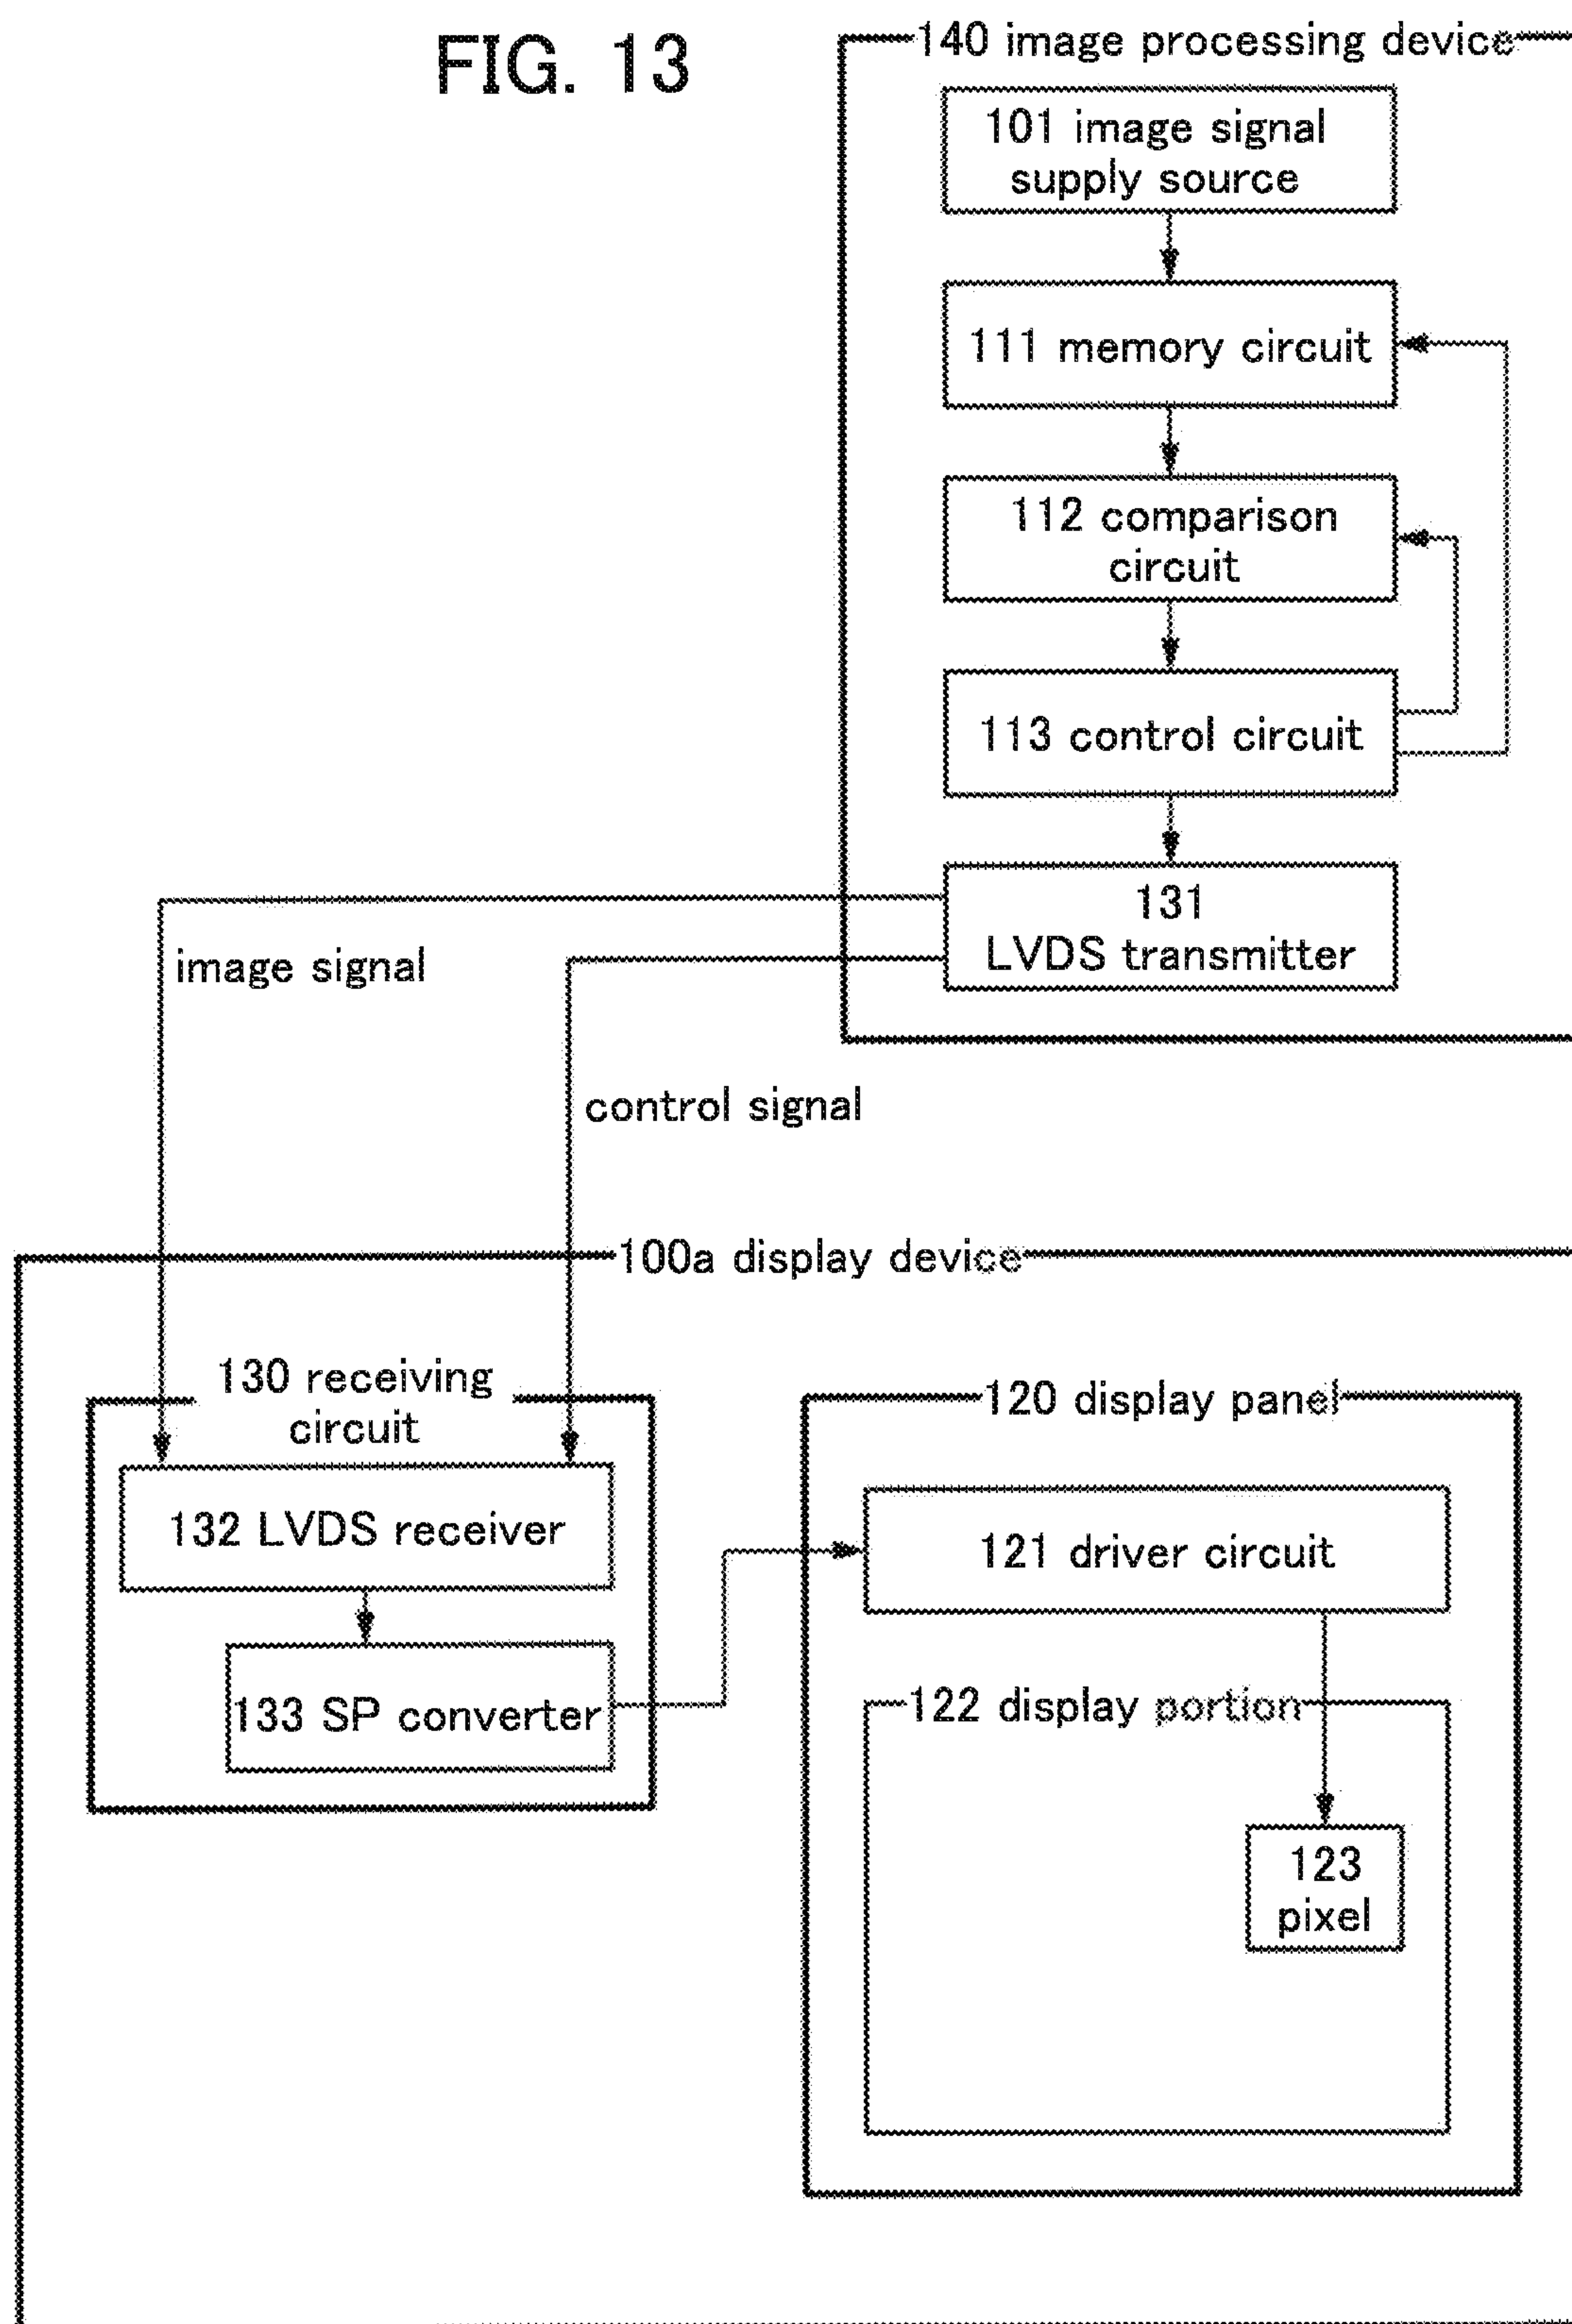 FIG. 13
140 image processing device
101 image signal
supply source
111 memory circuit
112 comparison
circuit
113 control circuit
131
LVDS transmitter
image signal
control signal
100a display device
130 receiving
circuit
132 LVDS receiver
133 SP converter
120 display panel
121 driver circuit
122 display portion
123
pixel